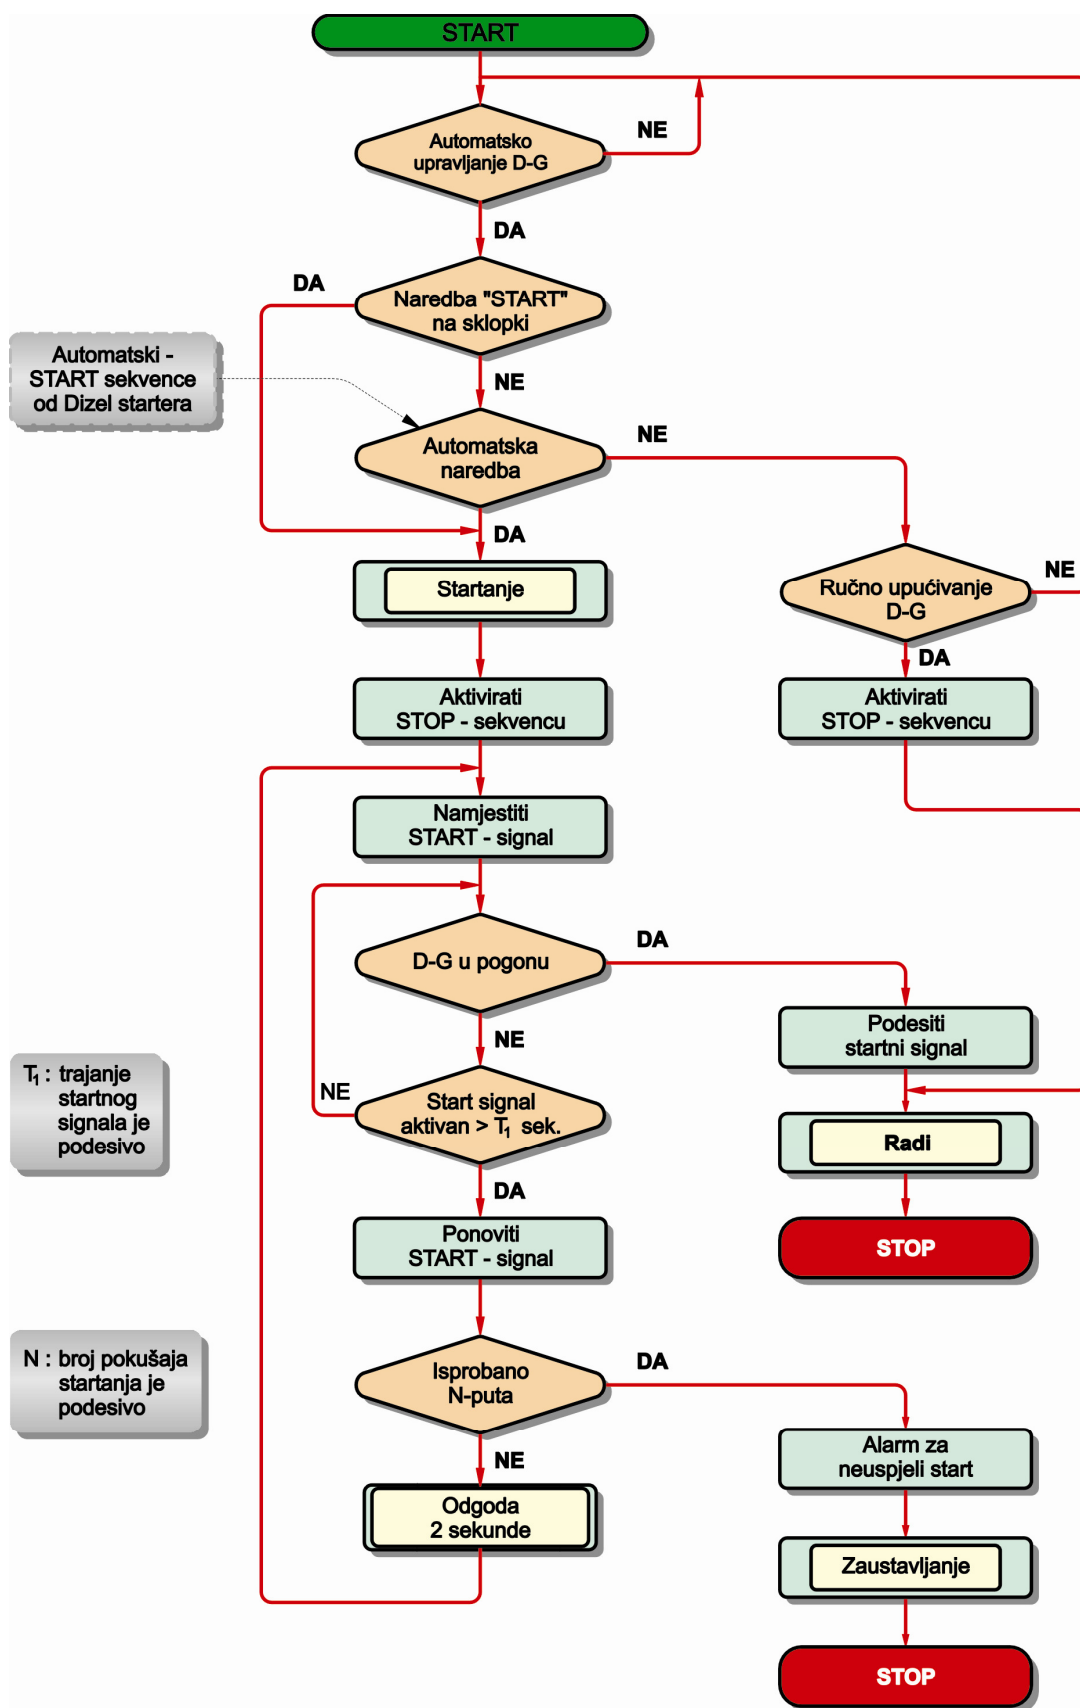 START
Automatsko
upravljanje D-G
NE
DA
DA
Naredba "START"
na sklopki
Automatski -
START sekvence
od Dizel startera
NE
Automatska
naredba
NE
DA
Startanje
Ručno upućivanje
D-G
NE
DA
Aktivirati
STOP - sekvencu
Aktivirati
STOP - sekvencu
Namjestiti
START - signal
D-G u pogonu
DA
NE
Podesiti
startni signal
T1 : trajanje
startnog
signala je
podesivo
NE
Start signal
aktivan > T1 sek.
Radi
DA
Ponoviti
START - signal
STOP
N : broj pokušaja
startanja je
podesivo
Isprobano
N-puta
DA
NE
Alarm za
neuspjeli start
Odgoda
2 sekunde
Zaustavljanje
STOP